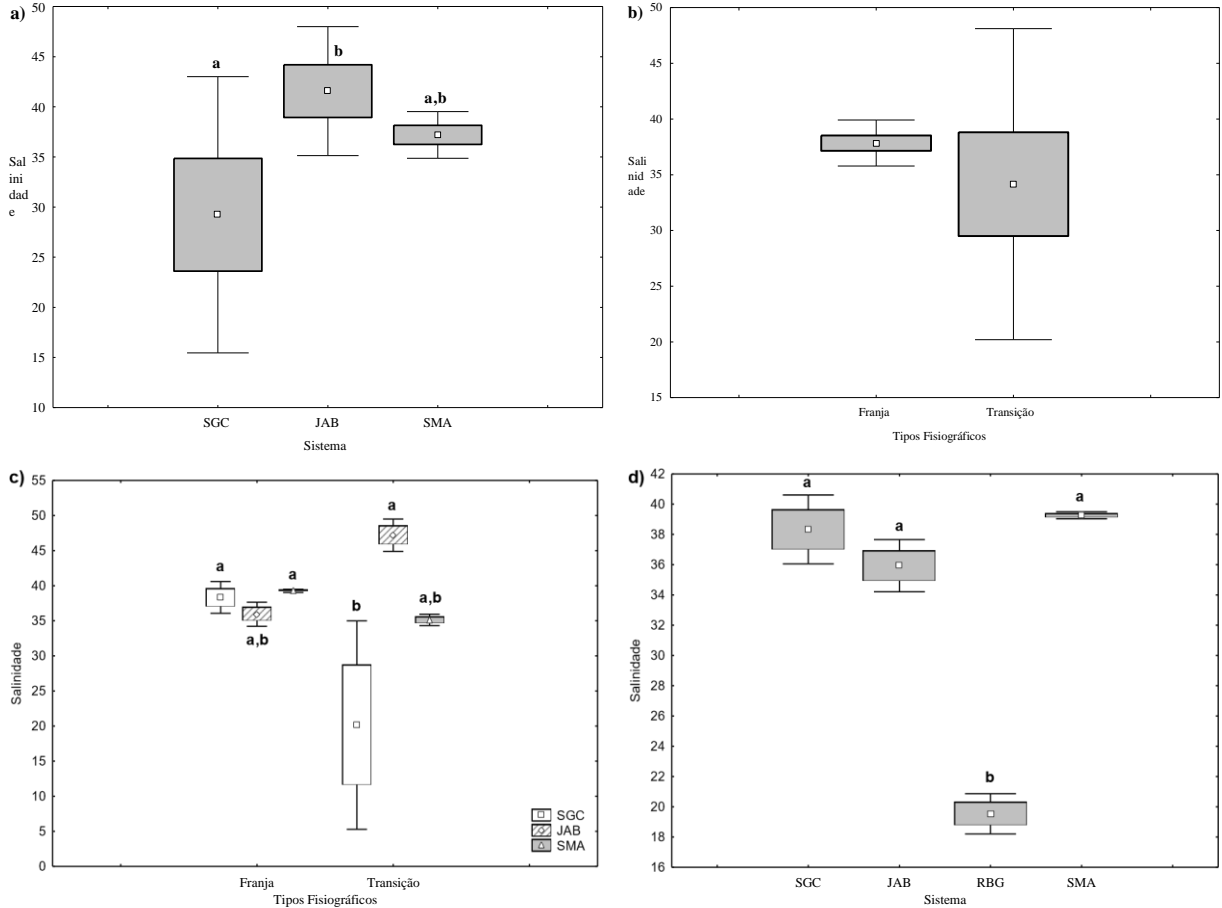 a)
50
45
40
35
30
25
20
15
10
Sal
ini
dad
e
a
b
a,b
SGC JAB SMA
Sistema
b)
50
45
40
35
30
25
20
15
Sali
nid
ade
Franja Transição
Tipos Fisiográficos
c)
55
50
45
40
35
30
25
20
15
10
5
0
Salinidade
a
a,b
a
b
a
a,b
SGC
JAB
SMA
Franja Transição
Tipos Fisiográficos
d)
42
40
38
36
34
32
30
28
26
24
22
20
18
16
Salinidade
a
a
b
a
SGC JAB RBG SMA
Sistema